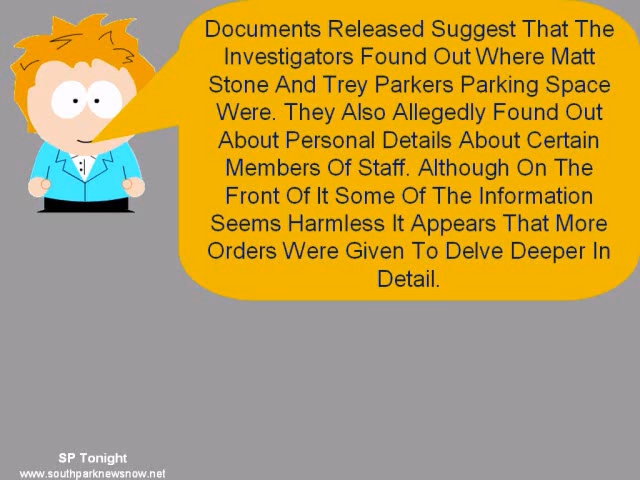 Documents Released Suggest That The
Investigators Found Out Where Matt
Stone And Trey Parkers Parking Space
Were. They Also Allegedly Found Out
About Personal Details About Certain
Members Of Staff. Although On The
Front Of It Some Of The Information
Seems Harmless It Appears That More
Orders Were Given To Delve Deeper In
Detail.
SP Tonight
www.southparknewsnow.net